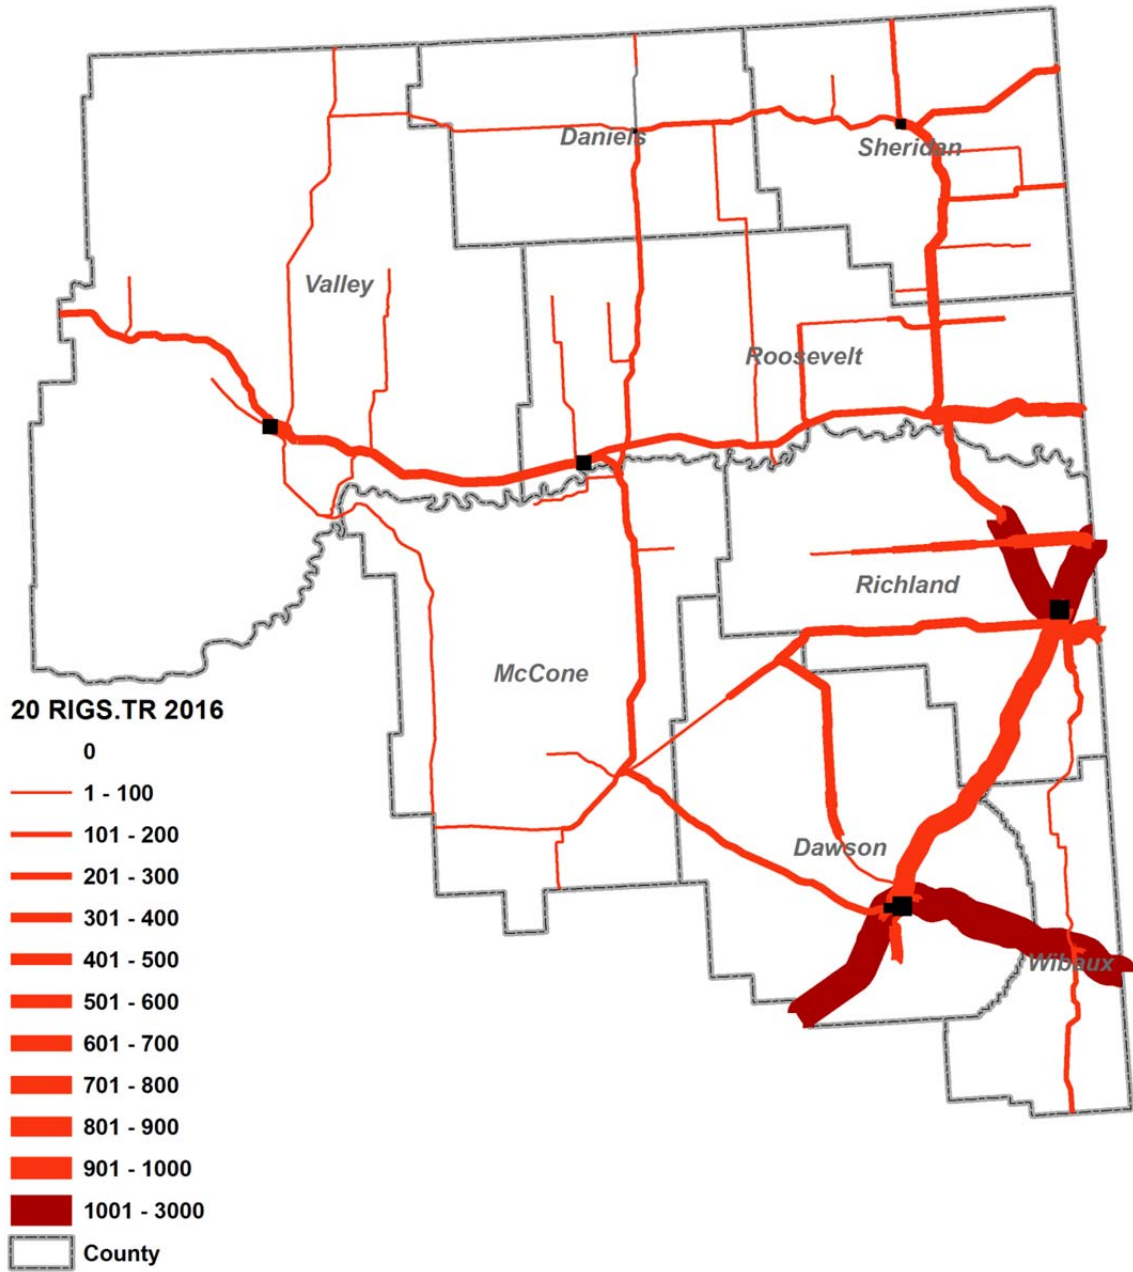 Daniels
Sheridan
Valley
Roosevelt
Richland
McCone
Dawson
Wibaux
20 RIGS.TR 2016
0
1 - 100
101 - 200
201 - 300
301 - 400
401 - 500
501 - 600
601 - 700
701 - 800
801 - 900
901 - 1000
1001 - 3000
County